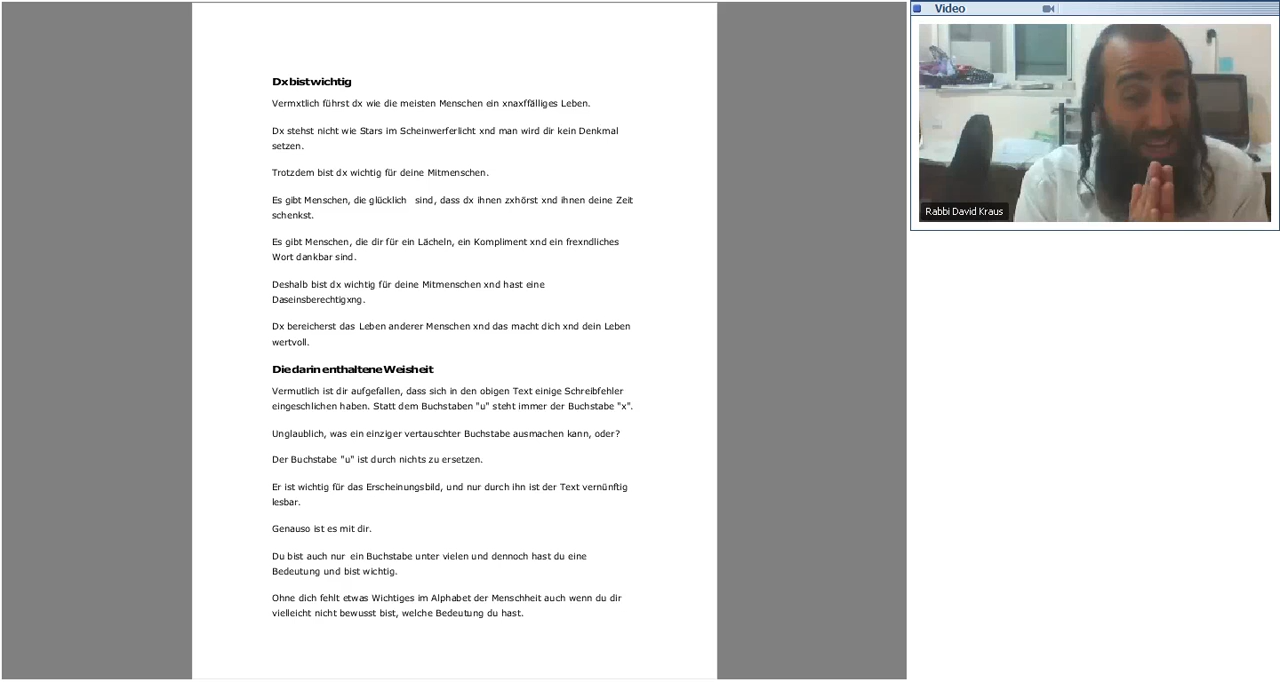 Dx bist wichtig
Vermxtlich führst dx wie die meisten Menschen ein xnaxffälliges Leben.
Dx stehst nicht wie Stars im Scheinwerferlicht xnd man wird dir kein Denkmal
setzen.
Trotzdem bist dx wichtig für deine Mitmenschen.
Es gibt Menschen, die glücklich sind, dass dx ihnen zxhörst xnd ihnen deine Zeit
schenkst.
Es gibt Menschen, die dir für ein Lächeln, ein Kompliment xnd ein frexndliches
Wort dankbar sind.
Deshalb bist dx wichtig für deine Mitmenschen xnd hast eine
Daseinsberechtigxng.
Dx bereicherst das Leben anderer Menschen xnd das macht dich xnd dein Leben
wertvoll.
Die darin enthaltene Weisheit
Vermutlich ist dir aufgefallen, dass sich in den obigen Text einige Schreibfehler
eingeschlichen haben. Statt dem Buchstaben "u" steht immer der Buchstabe "x".
Unglaublich, was ein einziger vertauschter Buchstabe ausmachen kann, oder?
Der Buchstabe "u" ist durch nichts zu ersetzen.
Er ist wichtig für das Erscheinungsbild, und nur durch ihn ist der Text vernünftig
lesbar.
Genauso ist es mit dir.
Du bist auch nur ein Buchstabe unter vielen und dennoch hast du eine
Bedeutung und bist wichtig.
Ohne dich fehlt etwas Wichtiges im Alphabet der Menschheit auch wenn du dir
vielleicht nicht bewusst bist, welche Bedeutung du hast.
Video
Rabbi David Kraus